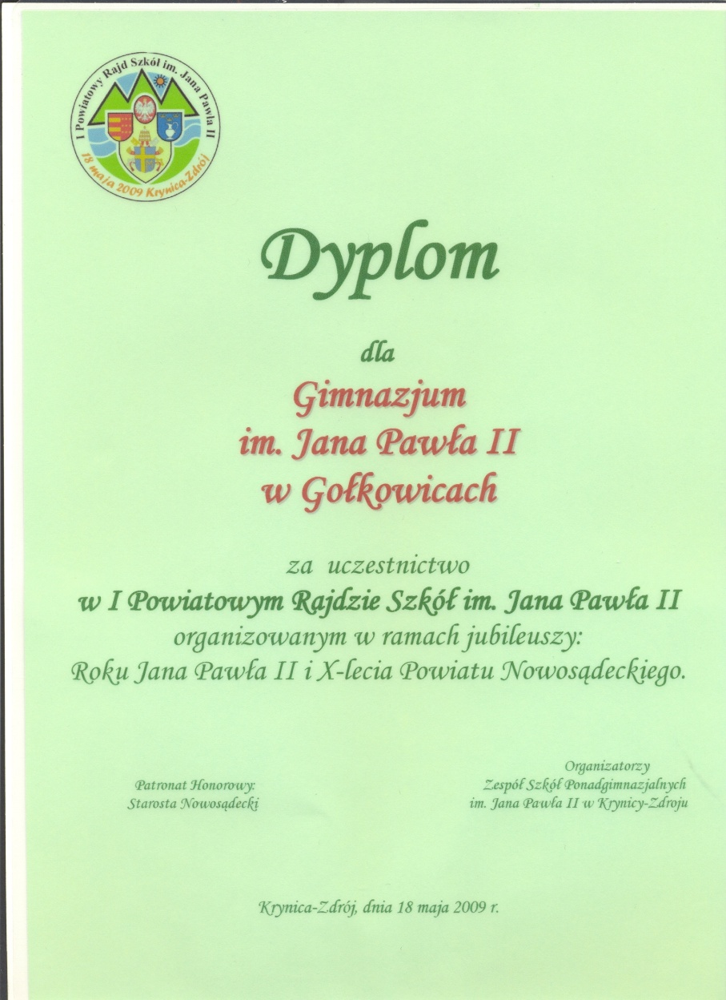 I Powiatowy Rajd Szkół im. Jana Pawła II
18 maja 2009 Krynica-Zdrój
Dyplom
dla
Gimnazjum
im. Jana Pawła II
w Gołkowicach
za uczestnictwo
w I Powiatowym Rajdzie Szkół im. Jana Pawła II
organizowanym w ramach jubileuszy:
Roku Jana Pawła II i X-lecia Powiatu Nowosądeckiego.
Patronat Honorowy:
Starosta Nowosądecki
Organizatorzy
Zespół Szkół Ponadgimnazjalnych
im. Jana Pawła II w Krynicy-Zdroju
Krynica-Zdrój, dnia 18 maja 2009 r.